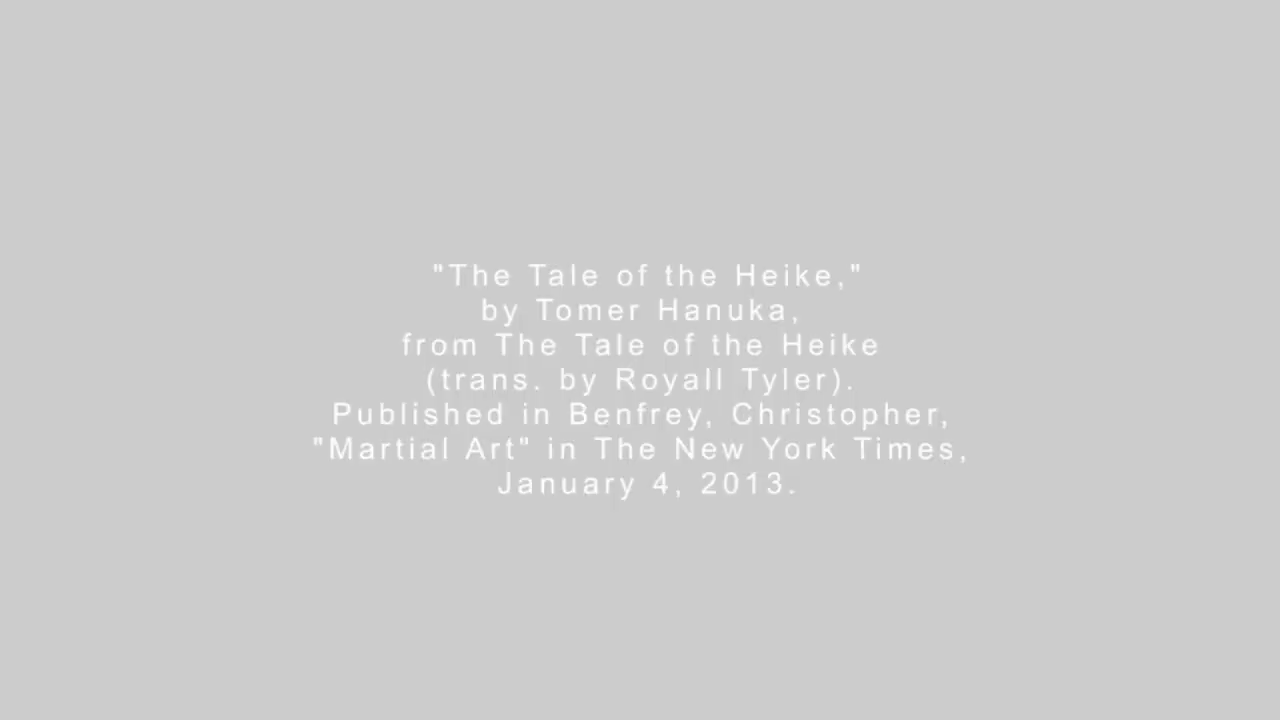 "The Tale of the Heike,"
by Tomer Hanuka,
from The Tale of the Heike
(trans. by Royall Tyler).
Published in Benfrey, Christopher,
"Martial Art" in The New York Times,
January 4, 2013.